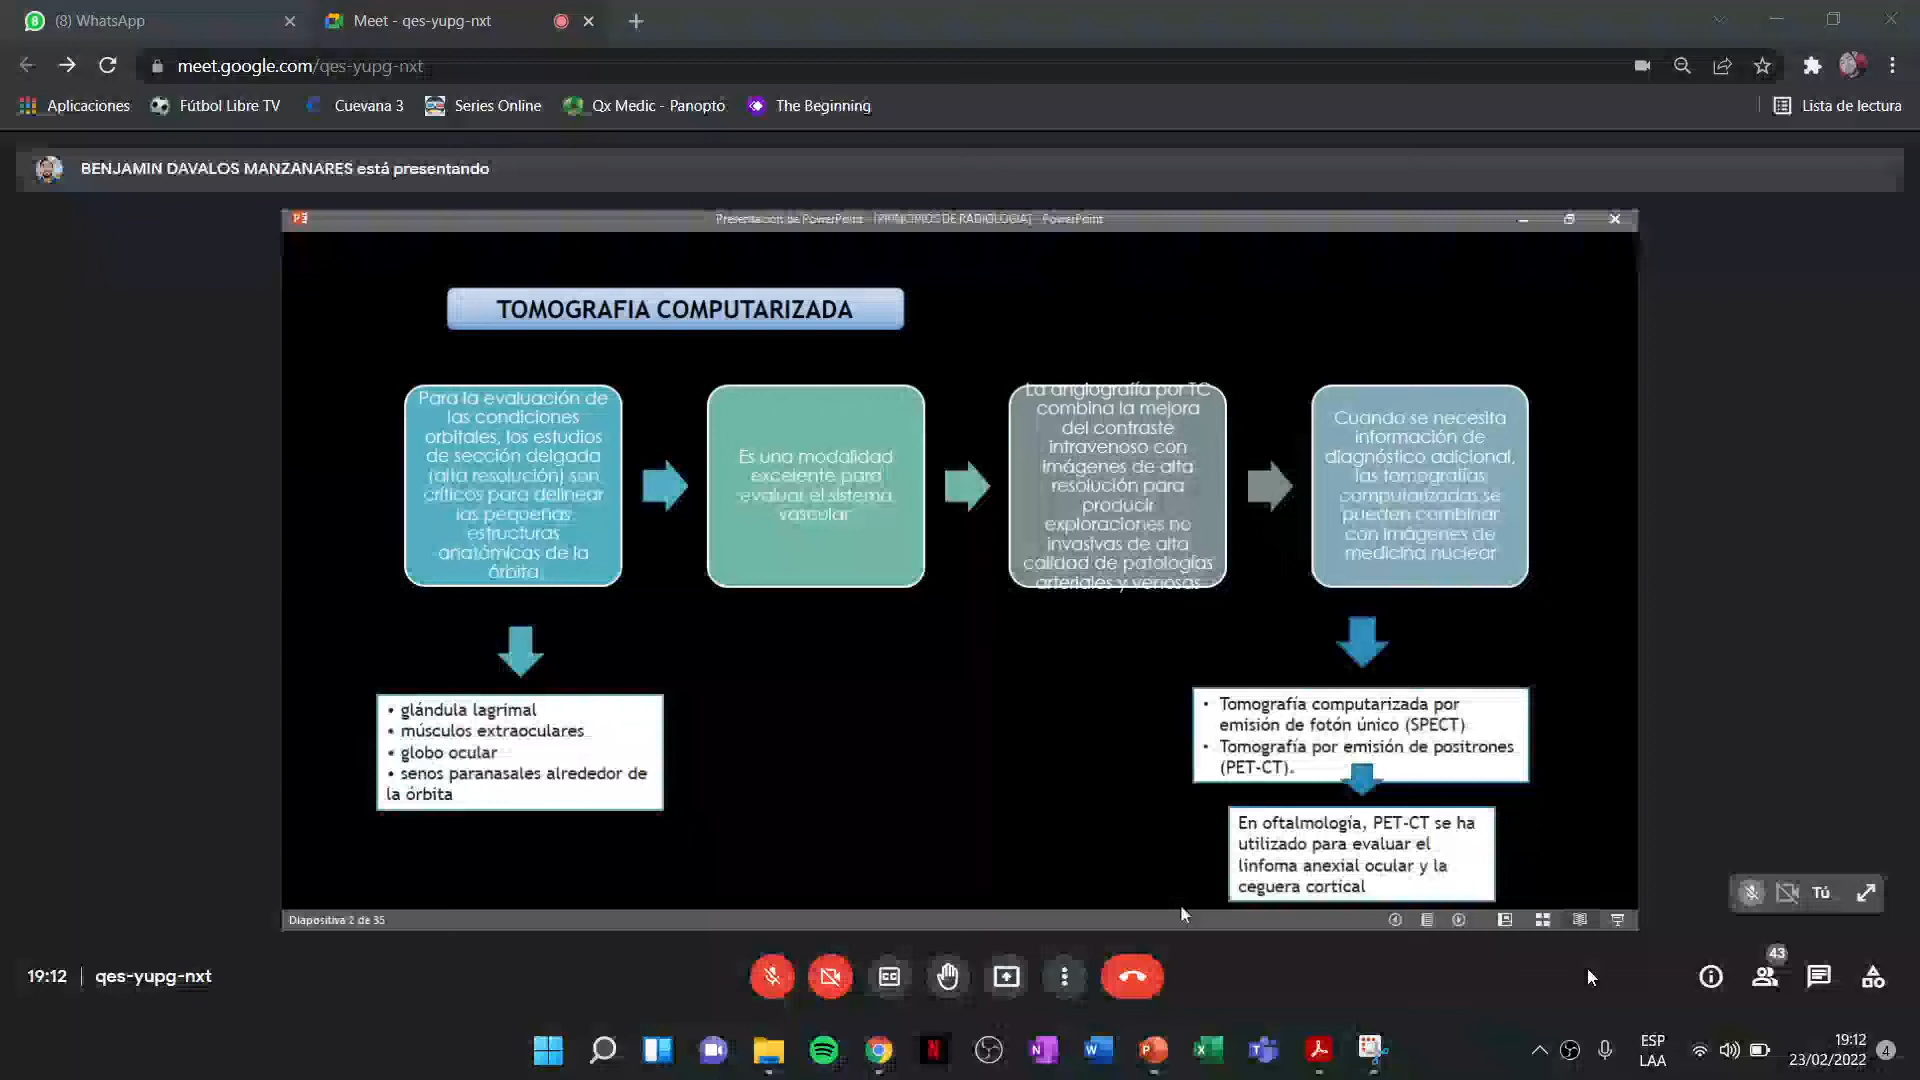 (8) WhatsApp
Meet - qes-yupg-nxt
meet.google.com/qes-yupg-nxt
Aplicaciones
Fútbol Libre TV
Cuevana 3
Series Online
Qx Medic - Panopto
The Beginning
Lista de lectura
BENJAMIN DAVALOS MANZANARES está presentando
Presentación de PowerPoint - [PRINCIPIOS DE RADIOLOGIA] - PowerPoint
TOMOGRAFIA COMPUTARIZADA
Para la evaluación de
las condiciones
orbitales, los estudios
de sección delgada
(alta resolución) son
críticos para delinear
las pequeñas
estructuras
anatómicas de la
órbita
Es una modalidad
excelente para
evaluar el sistema
vascular
La angiografía por TC
combina la mejora
del contraste
intravenoso con
imágenes de alta
resolución para
producir
exploraciones no
invasivas de alta
calidad de patologías
arteriales y venosas
Cuando se necesita
información de
diagnóstico adicional,
las tomografías
computarizadas se
pueden combinar
con imágenes de
medicina nuclear
• glándula lagrimal
• músculos extraoculares
• globo ocular
• senos paranasales alrededor de
la órbita
• Tomografía computarizada por
emisión de fotón único (SPECT)
• Tomografía por emisión de positrones
(PET-CT).
En oftalmología, PET-CT se ha
utilizado para evaluar el
linfoma anexial ocular y la
ceguera cortical
Diapositiva 2 de 35
Tú
19:12 | qes-yupg-nxt
43
ESP
LAA
19:12
23/02/2022
4